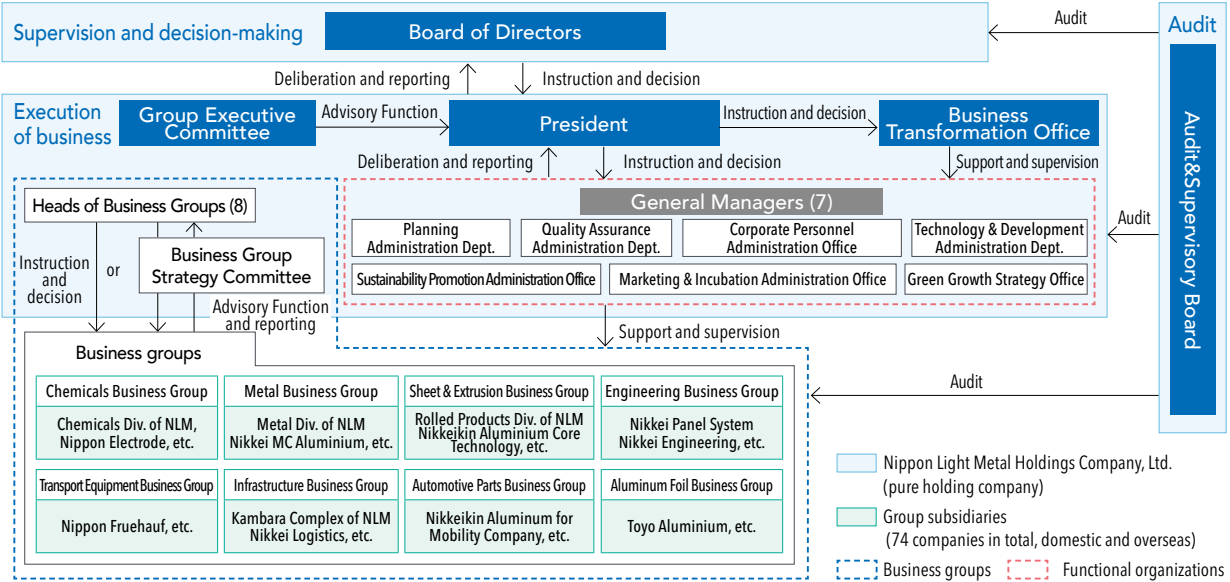 Supervision and decision-making
Board of Directors
Audit
Audit
Deliberation and reporting
Instruction and decision
Execution
of business
Group Executive
Committee
Advisory Function
President
Instruction and decision
Business
Transformation Office
Audit&Supervisory Board
Deliberation and reporting
Instruction and decision
Support and supervision
Heads of Business Groups (8)
General Managers (7)
Planning
Administration Dept.
Quality Assurance
Administration Dept.
Corporate Personnel
Administration Office
Technology & Development
Administration Dept.
Audit
Instruction
and
decision
or
Business Group
Strategy Committee
Sustainability Promotion Administration Office
Marketing & Incubation Administration Office
Green Growth Strategy Office
Advisory Function
and reporting
Support and supervision
Business groups
Audit
Chemicals Business Group
Chemicals Div. of NLM,
Nippon Electrode, etc.
Metal Business Group
Metal Div. of NLM
Nikkei MC Aluminium, etc.
Sheet & Extrusion Business Group
Rolled Products Div. of NLM
Nikkeikin Aluminium Core
Technology, etc.
Engineering Business Group
Nikkei Panel System
Nikkei Engineering, etc.
Transport Equipment Business Group
Nippon Fruehauf, etc.
Infrastructure Business Group
Kambara Complex of NLM
Nikkei Logistics, etc.
Automotive Parts Business Group
Nikkeikin Aluminum for
Mobility Company, etc.
Aluminum Foil Business Group
Toyo Aluminium, etc.
Nippon Light Metal Holdings Company, Ltd.
(pure holding company)
Group subsidiaries
(74 companies in total, domestic and overseas)
Business groups
Functional organizations